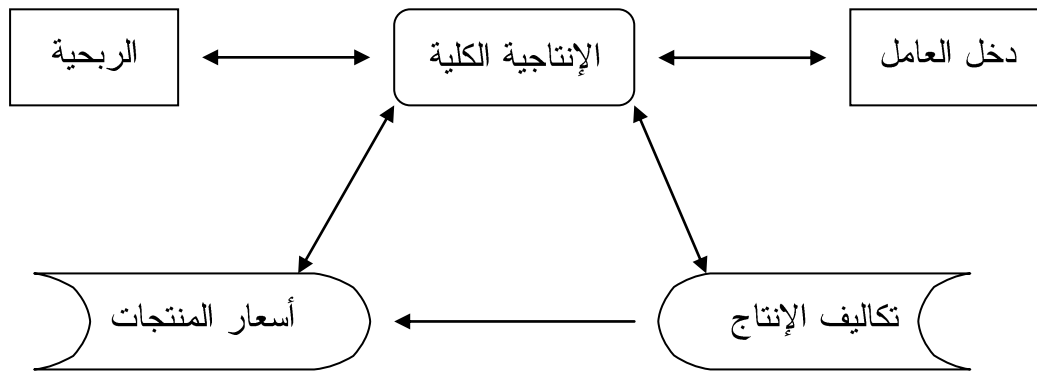 دخل العامل
الإنتاجية الكلية
الربحية
تكاليف الإنتاج
أسعار المنتجات